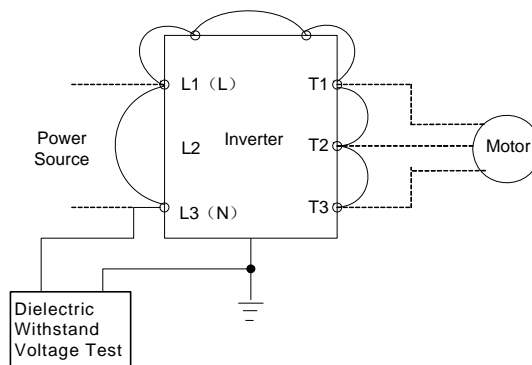 L1（L）
T1
Power
Source
L2
Inverter
T2
Motor
L3（N）
T3
Dielectric
Withstand
Voltage Test